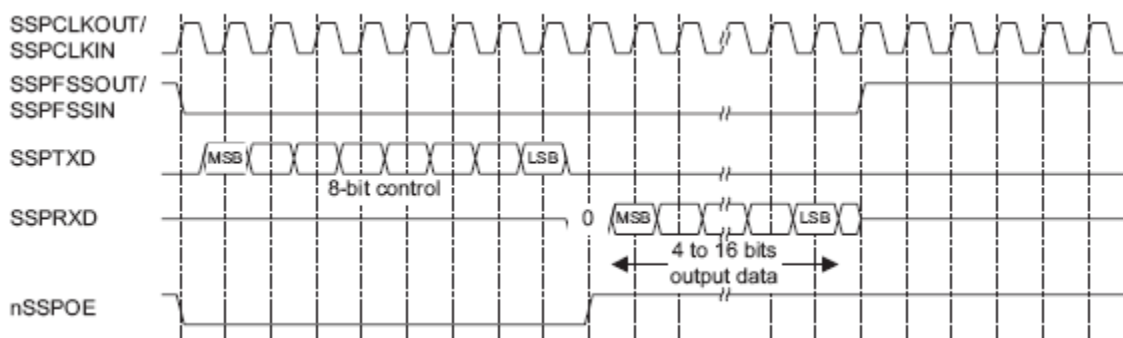 SSPCLKOUT/
SSPCLKIN
SSPFSSOUT/
SSPFSSIN
SSPTXD
MSB
LSB
8-bit control
SSPRXD
0
MSB
LSB
4 to 16 bits
output data
nSSPOE